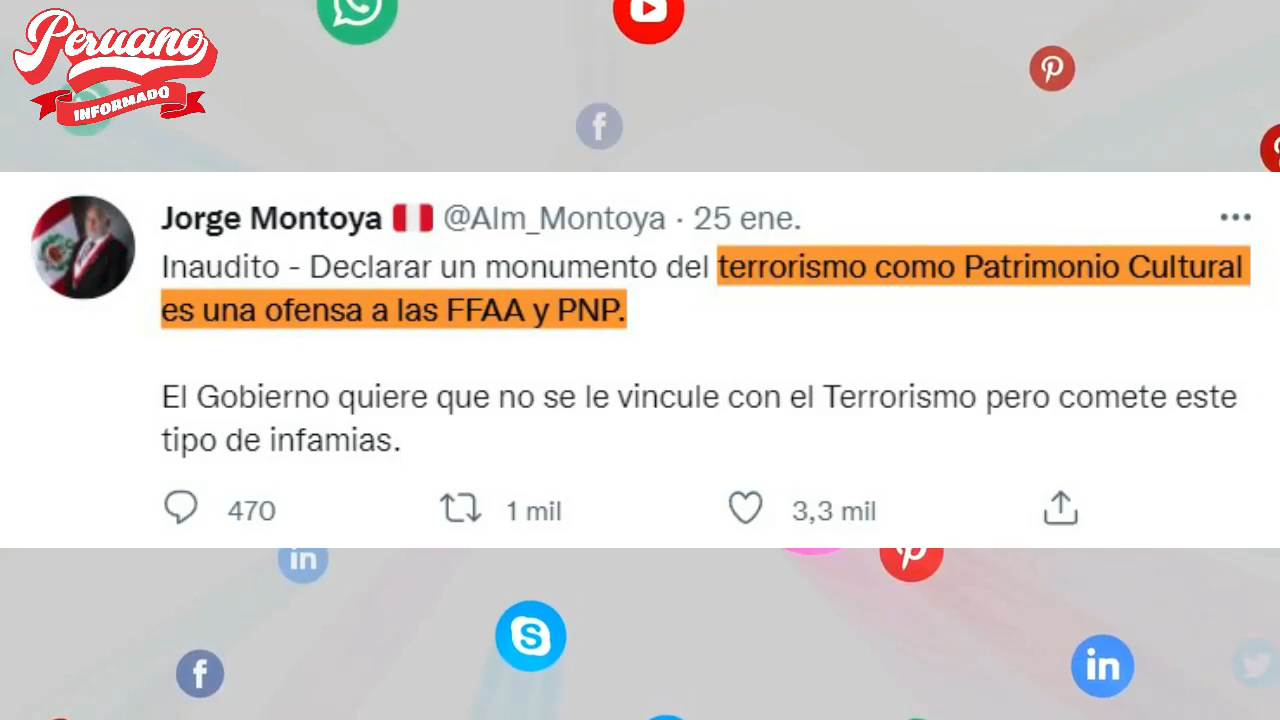 Peruano
INFORMADO
Jorge Montoya @Alm_Montoya · 25 ene.
Inaudito - Declarar un monumento del terrorismo como Patrimonio Cultural
es una ofensa a las FFAA y PNP.
El Gobierno quiere que no se le vincule con el Terrorismo pero comete este
tipo de infamias.
470 1 mil 3,3 mil